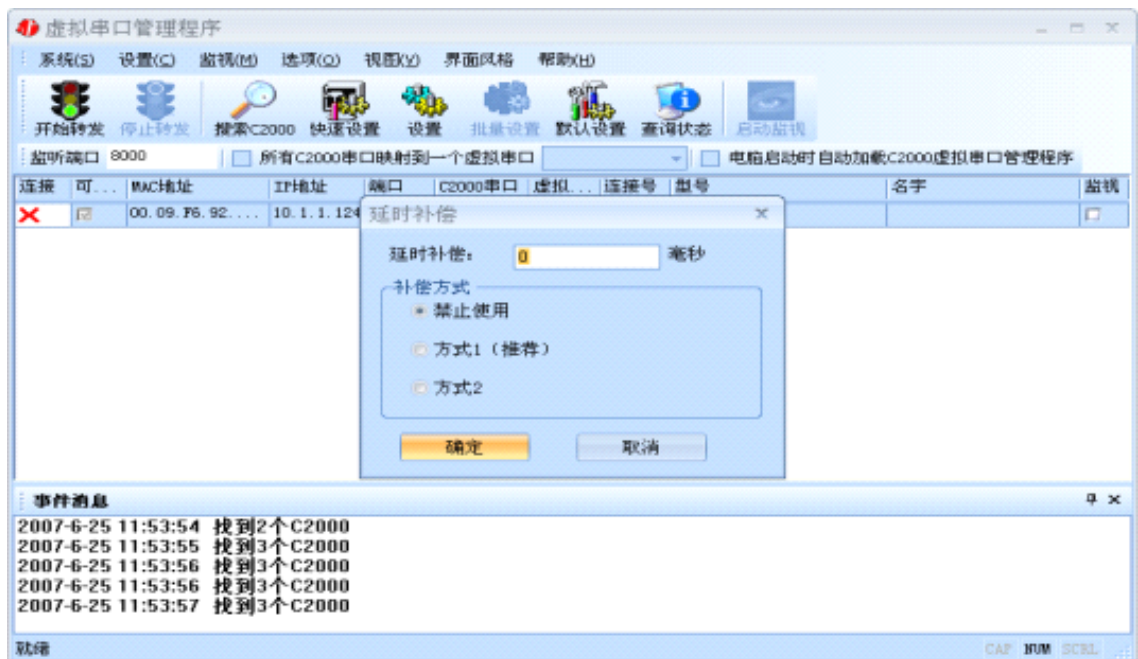 虚拟串口管理程序
系统(S) 设置(C) 监视(M) 选项(O) 视图(V) 界面风格 帮助(H)
开始转发 停止转发 搜索C2000 快速设置 设置 批量设置 默认设置 查询状态 启动监视
监听端口 8000 所有C2000串口映射到一个虚拟串口 电脑启动时自动加载C2000虚拟串口管理程序
连接 可... MAC地址 IP地址 端口 C2000串口 虚拟... 连接号 型号 名字 监视
00.09.F6.92.... 10.1.1.124
延时补偿
延时补偿: 0 毫秒
补偿方式
禁止使用
方式1（推荐）
方式2
确定 取消
事件消息
2007-6-25 11:53:54 找到2个C2000
2007-6-25 11:53:55 找到3个C2000
2007-6-25 11:53:56 找到3个C2000
2007-6-25 11:53:56 找到3个C2000
2007-6-25 11:53:57 找到3个C2000
就绪 CAP NUM SCRL